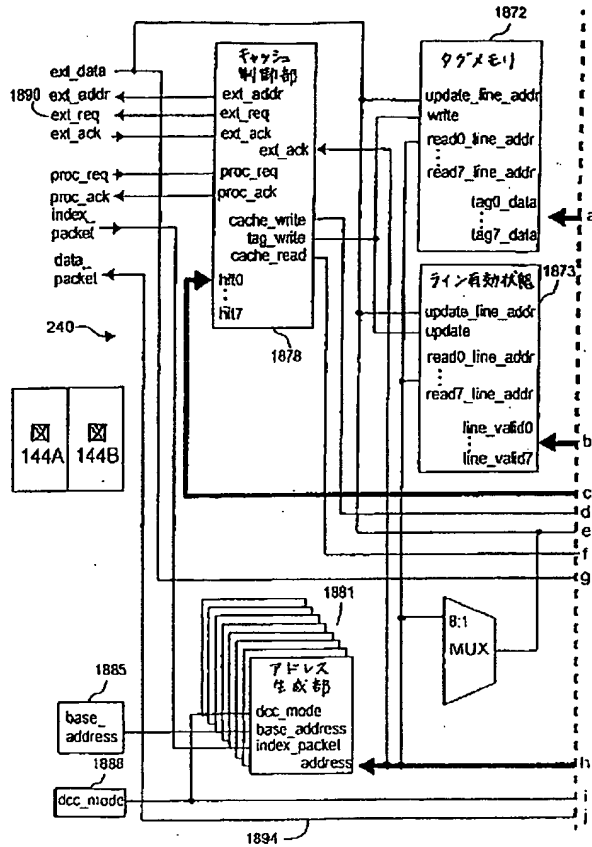 ext_data
1890
ext_addr
ext_req
ext_ack
proc_req
proc_ack
index_
packet
data_
packet
240
図
144A
図
144B
キャッシュ
制御部
ext_addr
ext_req
ext_ack
ext_ack
proc_req
proc_ack
cache_write
tag_write
cache_read
hit0
hit7
1878
1872
タグメモリ
update_line_addr
write
read0_line_addr
read7_line_addr
tag0_data
tag7_data
1873
ライン有効状態
update_line_addr
update
read0_line_addr
read7_line_addr
line_valid0
line_valid7
a
b
c
d
e
f
g
8:1
MUX
1881
アドレス
生成部
dcc_mode
base_address
index_packet
address
1885
base_
address
1888
dcc_mode
1894
h
i
j